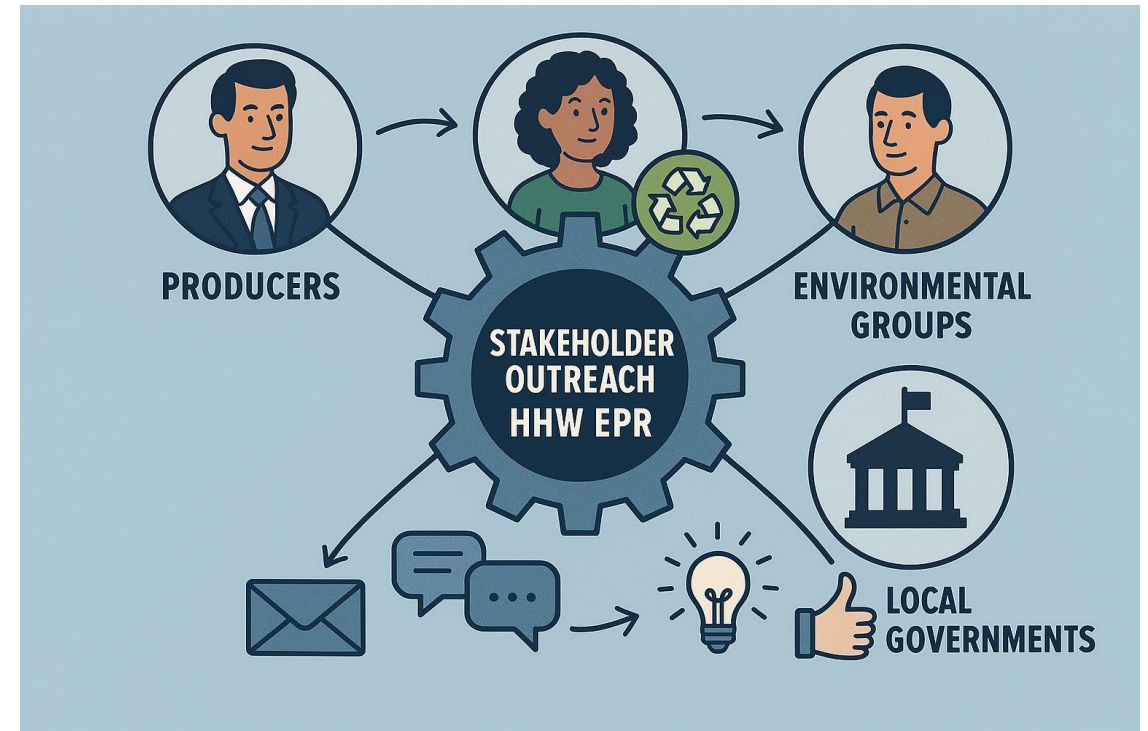 PRODUCERS
ENVIRONMENTAL
GROUPS
STAKEHOLDER
OUTREACH
HHW EPR
LOCAL
GOVERNMENTS